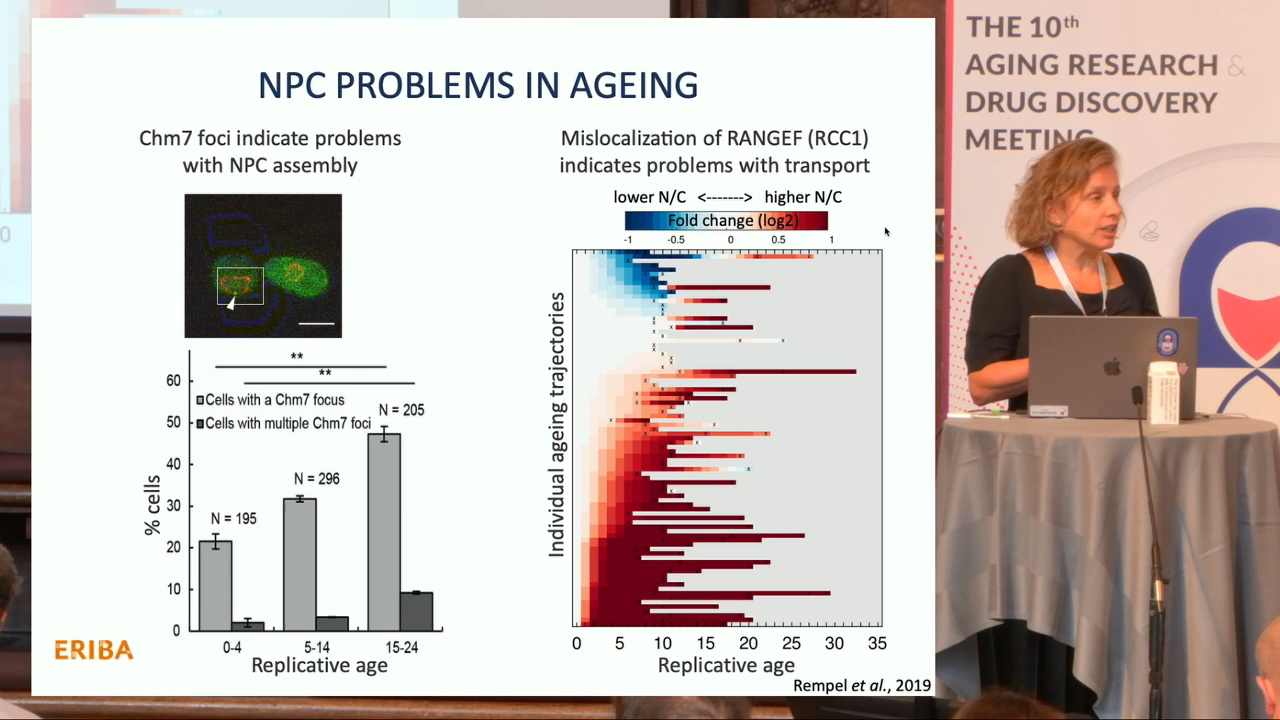 NPC PROBLEMS IN AGEING
Chm7 foci indicate problems
with NPC assembly
% cells
60
50
40
30
20
10
0
**
**
Cells with a Chm7 focus
Cells with multiple Chm7 foci
N = 195
N = 296
N = 205
0-4
5-14
15-24
Replicative age
ERIBA
Mislocalization of RANGEF (RCC1)
indicates problems with transport
lower N/C <-------> higher N/C
Fold change (log2)
-1 -0.5 0 0.5 1
Individual ageing trajectories
0 5 10 15 20 25 30 35
Replicative age
Rempel et al., 2019
THE 10th
AGING RESEARCH &
DRUG DISCOVERY
MEETING
0